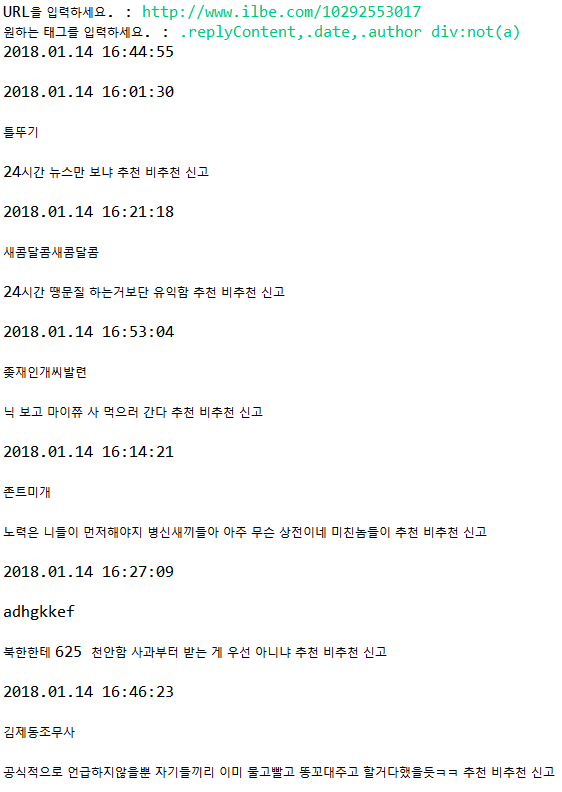 URL을 입력하세요. : http://www.ilbe.com/10292553017
원하는 태그를 입력하세요. : .replyContent,.date,.author div:not(a)
2018.01.14 16:44:55
2018.01.14 16:01:30
틀뚜기
24시간 뉴스만 보냐 추천 비추천 신고
2018.01.14 16:21:18
새콤달콤새콤달콤
24시간 땡문질 하는거보단 유익함 추천 비추천 신고
2018.01.14 16:53:04
좆재인개씨발련
닉 보고 마이쮸 사 먹으러 간다 추천 비추천 신고
2018.01.14 16:14:21
존트미개
노력은 니들이 먼저해야지 병신새끼들아 아주 무슨 상전이네 미친놈들이 추천 비추천 신고
2018.01.14 16:27:09
adhgkkef
북한한테 625 천안함 사과부터 받는 게 우선 아니냐 추천 비추천 신고
2018.01.14 16:46:23
김제동조무사
공식적으로 언급하지않을뿐 자기들끼리 이미 물고빨고 똥꼬대주고 할거다했을듯ㅋㅋ 추천 비추천 신고